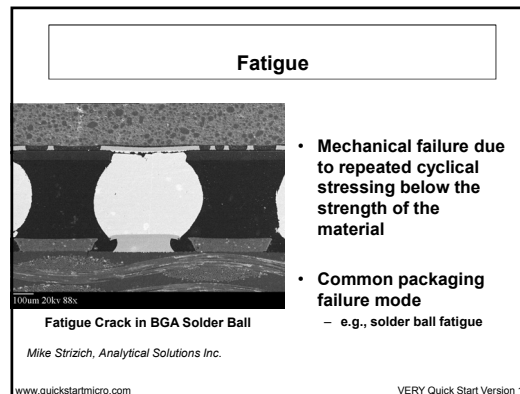 Fatigue
100um 20kv 88x
Fatigue Crack in BGA Solder Ball
Mike Strizich, Analytical Solutions Inc.
• Mechanical failure due
to repeated cyclical
stressing below the
strength of the
material
• Common packaging
failure mode
– e.g., solder ball fatigue
www.quickstartmicro.com
VERY Quick Start Version 1